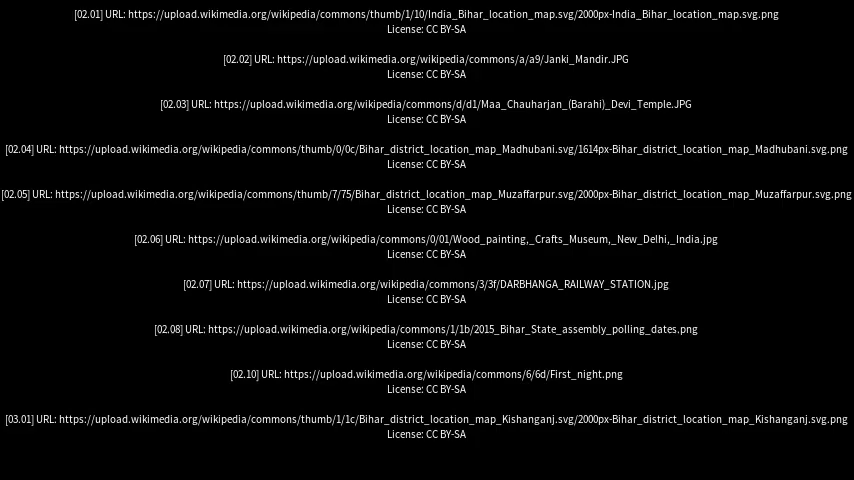 [02.01] URL: https://upload.wikimedia.org/wikipedia/commons/thumb/1/10/India_Bihar_location_map.svg/2000px-India_Bihar_location_map.svg.png
License: CC BY-SA
[02.02] URL: https://upload.wikimedia.org/wikipedia/commons/a/a9/Janki_Mandir.JPG
License: CC BY-SA
[02.03] URL: https://upload.wikimedia.org/wikipedia/commons/d/d1/Maa_Chauharjan_(Barahi)_Devi_Temple.JPG
License: CC BY-SA
[02.04] URL: https://upload.wikimedia.org/wikipedia/commons/thumb/0/0c/Bihar_district_location_map_Madhubani.svg/1614px-Bihar_district_location_map_Madhubani.svg.png
License: CC BY-SA
[02.05] URL: https://upload.wikimedia.org/wikipedia/commons/thumb/7/75/Bihar_district_location_map_Muzaffarpur.svg/2000px-Bihar_district_location_map_Muzaffarpur.svg.png
License: CC BY-SA
[02.06] URL: https://upload.wikimedia.org/wikipedia/commons/0/01/Wood_painting,_Crafts_Museum,_New_Delhi,_India.jpg
License: CC BY-SA
[02.07] URL: https://upload.wikimedia.org/wikipedia/commons/3/3f/DARBHANGA_RAILWAY_STATION.jpg
License: CC BY-SA
[02.08] URL: https://upload.wikimedia.org/wikipedia/commons/1/1b/2015_Bihar_State_assembly_polling_dates.png
License: CC BY-SA
[02.10] URL: https://upload.wikimedia.org/wikipedia/commons/6/6d/First_night.png
License: CC BY-SA
[03.01] URL: https://upload.wikimedia.org/wikipedia/commons/thumb/1/1c/Bihar_district_location_map_Kishanganj.svg/2000px-Bihar_district_location_map_Kishanganj.svg.png
License: CC BY-SA